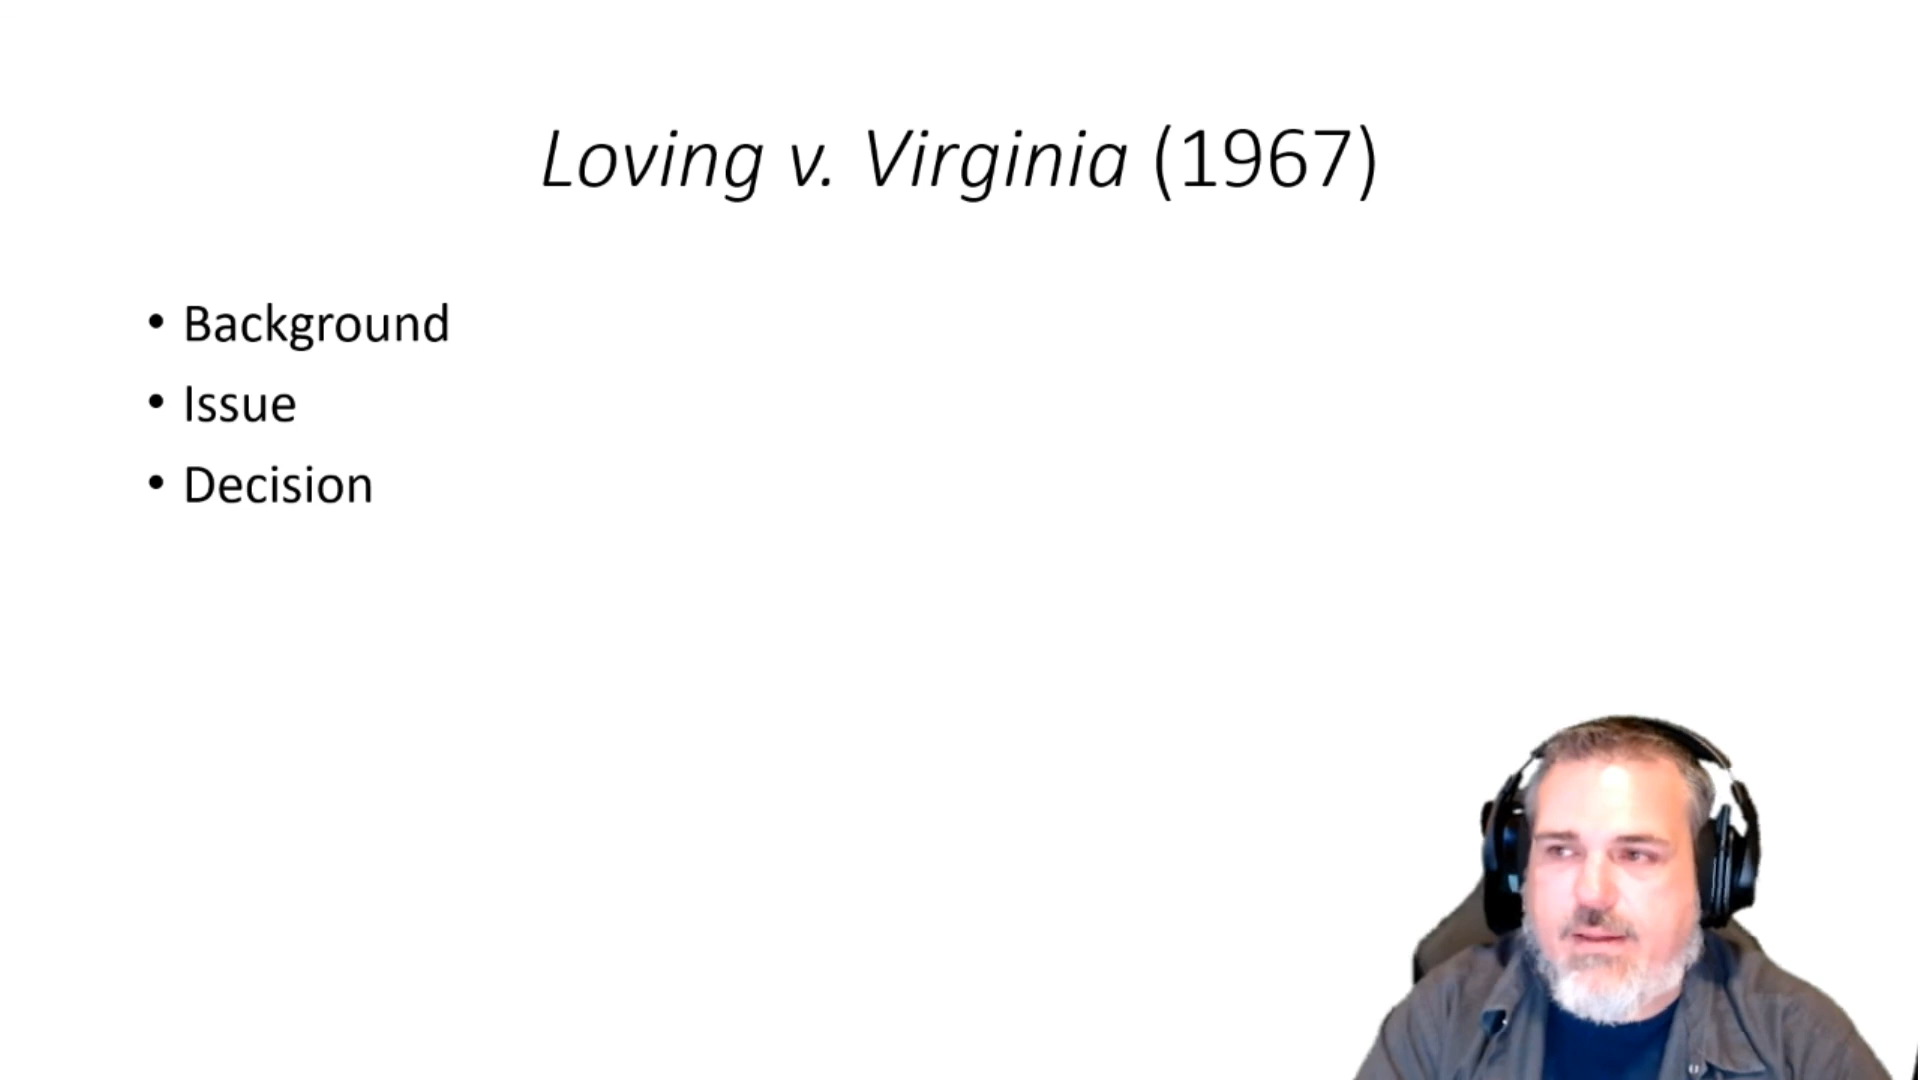 Loving v. Virginia (1967)
• Background
• Issue
• Decision